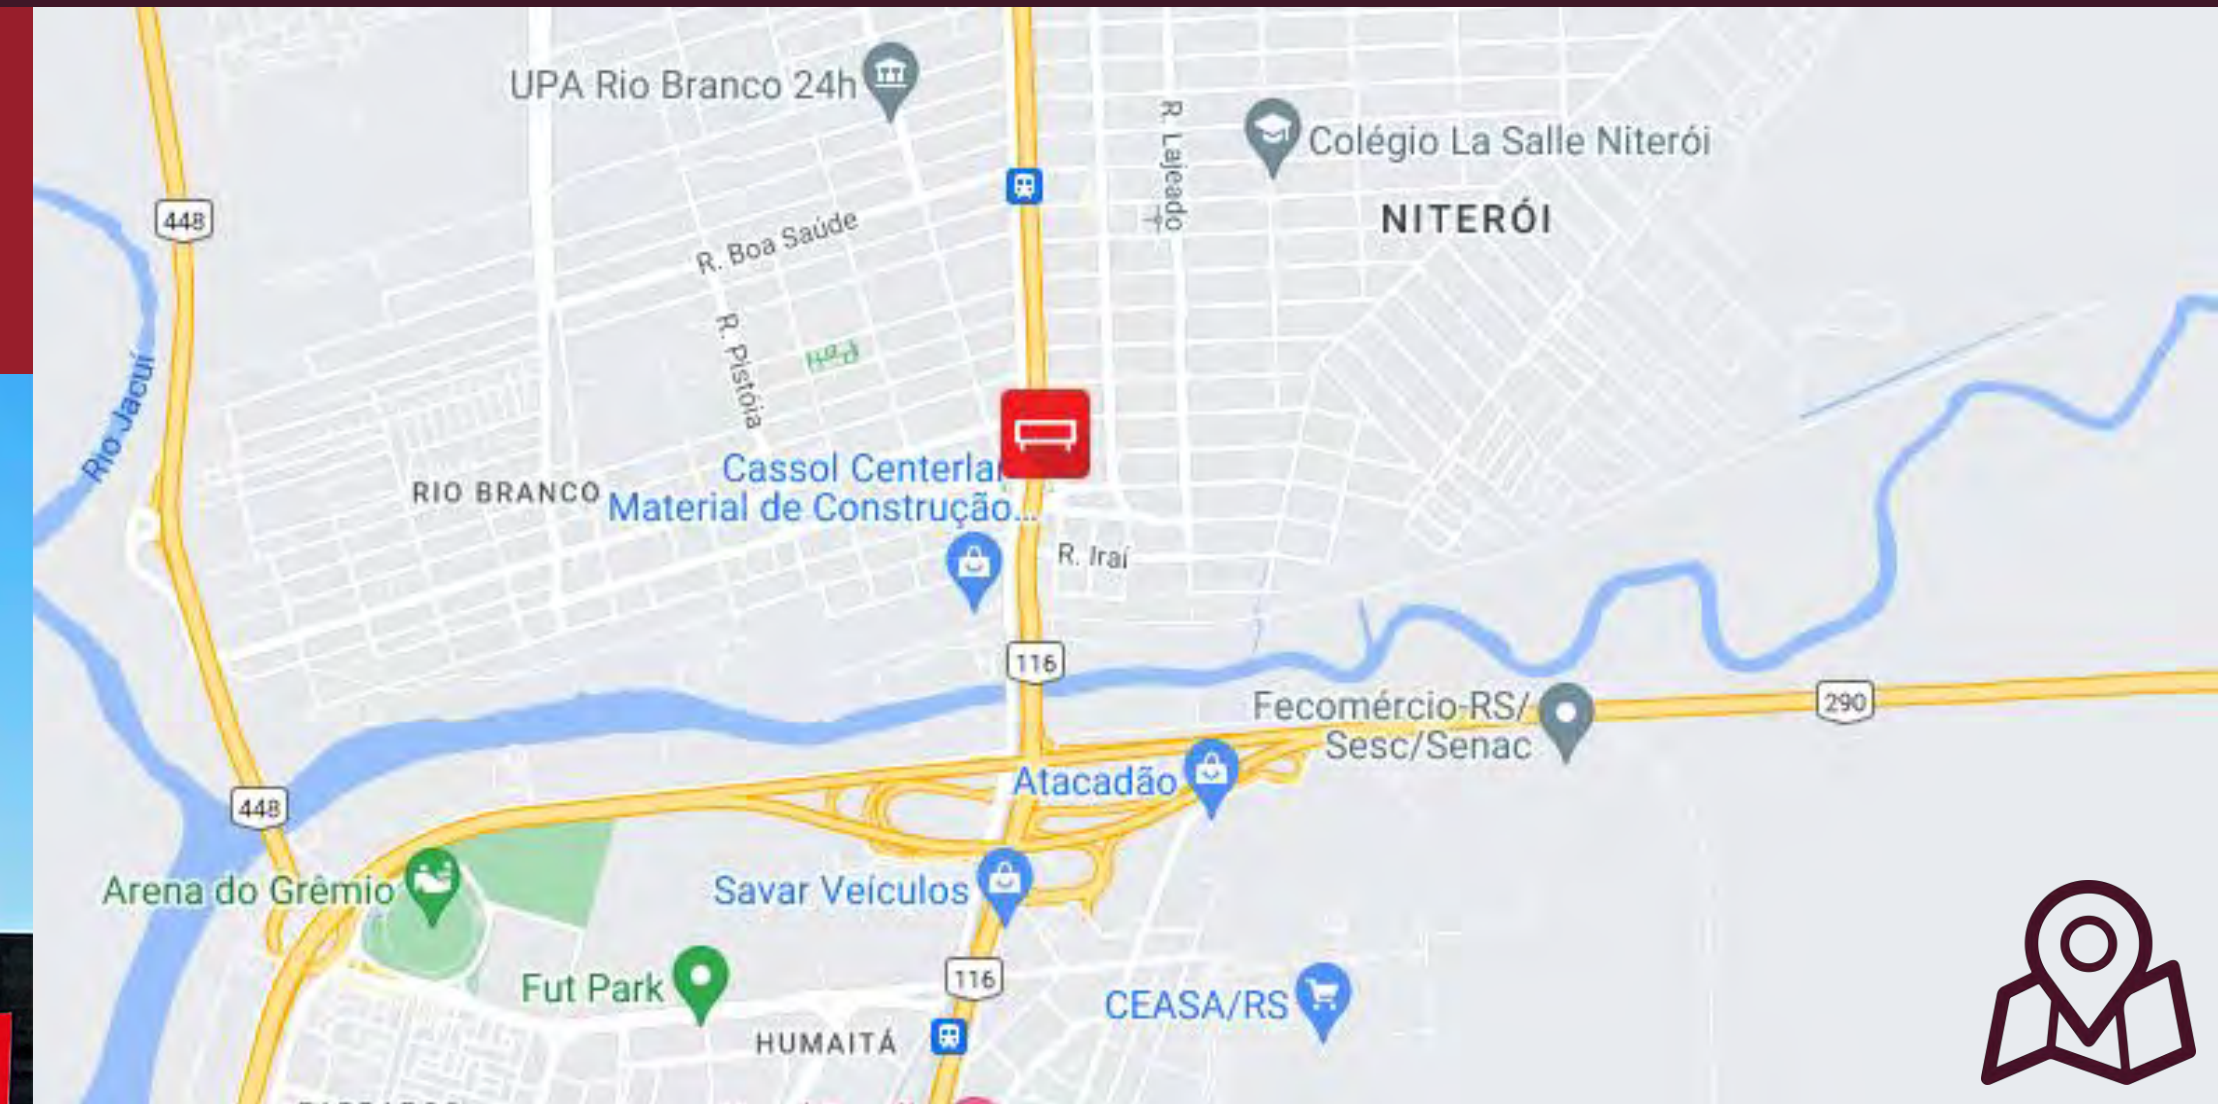 UPA Rio Branco 24h
R. Lajeado
Colégio La Salle Niterói
NITERÓI
448
R. Boa Saúde
R. Pistóia
Rio Jacuí
Cassol Centerla
RIO BRANCO
Material de Construção...
R. Iraí
116
290
Fecomércio-RS/
Sesc/Senac
Atacadão
448
Arena do Grêmio
Savar Veículos
116
Fut Park
CEASA/RS
HUMAITÁ